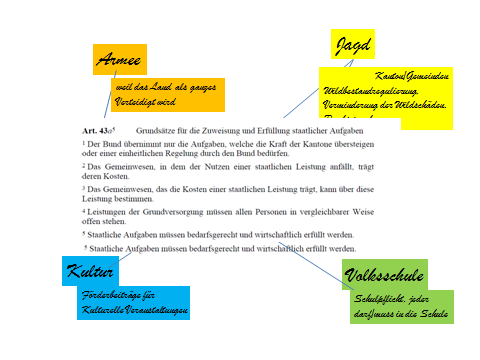 Jagd
Armee
Kanton/Gemeinden
Weldbestandregulierung.
Verminderung der Weldschäden.
weil das Land als ganzes
Verteidigt wird
Art. 43a⁵ Grundsätze für die Zuweisung und Erfüllung staatlicher Aufgaben
¹ Der Bund übernimmt nur die Aufgaben, welche die Kraft der Kantone übersteigen
oder einer einheitlichen Regelung durch den Bund bedürfen.
² Das Gemeinwesen, in dem der Nutzen einer staatlichen Leistung anfällt, trägt
deren Kosten.
³ Das Gemeinwesen, das die Kosten einer staatlichen Leistung trägt, kann über diese
Leistung bestimmen.
⁴ Leistungen der Grundversorgung müssen allen Personen in vergleichbarer Weise
offen stehen.
⁵ Staatliche Aufgaben müssen bedarfsgerecht und wirtschaftlich erfüllt werden.
⁵ Staatliche Aufgaben müssen bedarfsgerecht und wirtschaftlich erfüllt werden.
Kultur
Förderbeiträge für
Kulturelle Veranstaltungen
Volksschule
Schulpflicht, jeder
darf/muss in die Schule